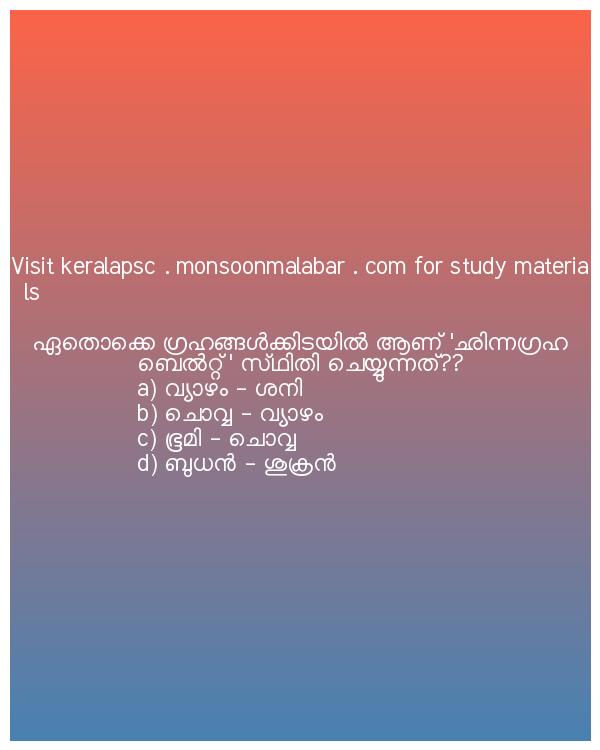 Visit keralapsc . monsoonmalabar . com for study materia
ls
ഏതൊക്കെ ഗ്രഹങ്ങൾക്കിടയിൽ ആണ് 'ഛിന്നഗ്രഹ
ബെൽറ്റ് ' സ്ഥിതി ചെയ്യുന്നത്??
a) വ്യാഴം - ശനി
b) ചൊവ്വ - വ്യാഴം
c) ഭൂമി - ചൊവ്വ
d) ബുധൻ - ശുക്രൻ